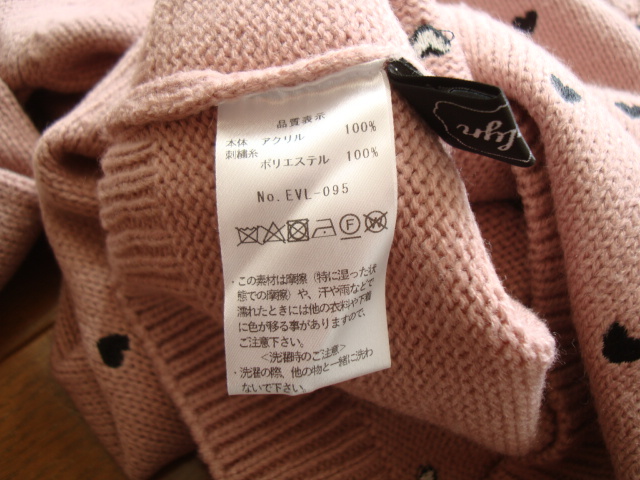 品質表示
本体 アクリル 100%
刺繍糸
ポリエステル 100%
No.EVL-095
F W
・この素材は摩擦（特に湿った状
態での摩擦）や、汗や雨などで
濡れたときには他の衣料や下着
に色が移る事がありますので、
ご注意下さい。
<洗濯時のご注意>
・洗濯の際、他の物と一緒に洗わ
ないで下さい。